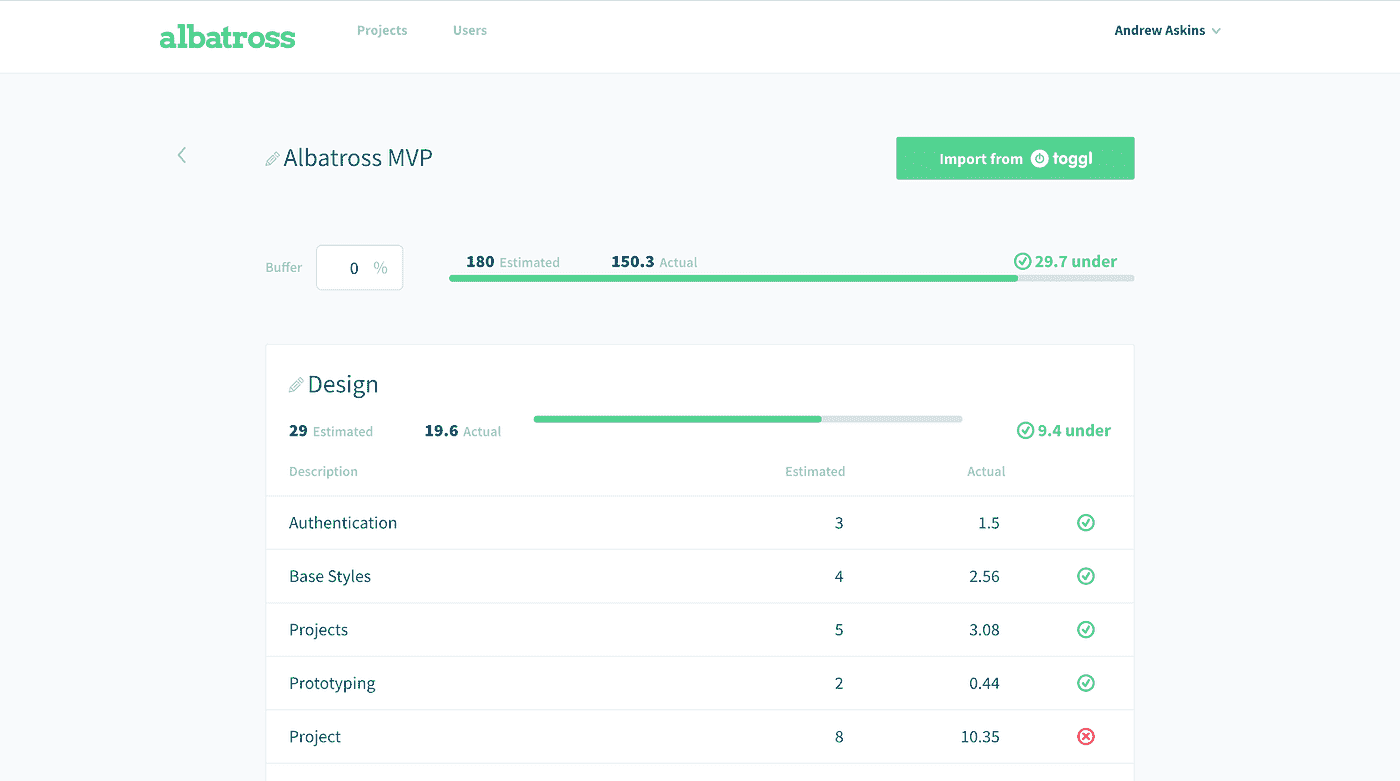 albatross Projects Users Andrew Askins
Albatross MVP Import from toggl
Buffer 0 % 180 Estimated 150.3 Actual 29.7 under
Design
29 Estimated 19.6 Actual 9.4 under
Description Estimated Actual
Authentication 3 1.5
Base Styles 4 2.56
Projects 5 3.08
Prototyping 2 0.44
Project 8 10.35